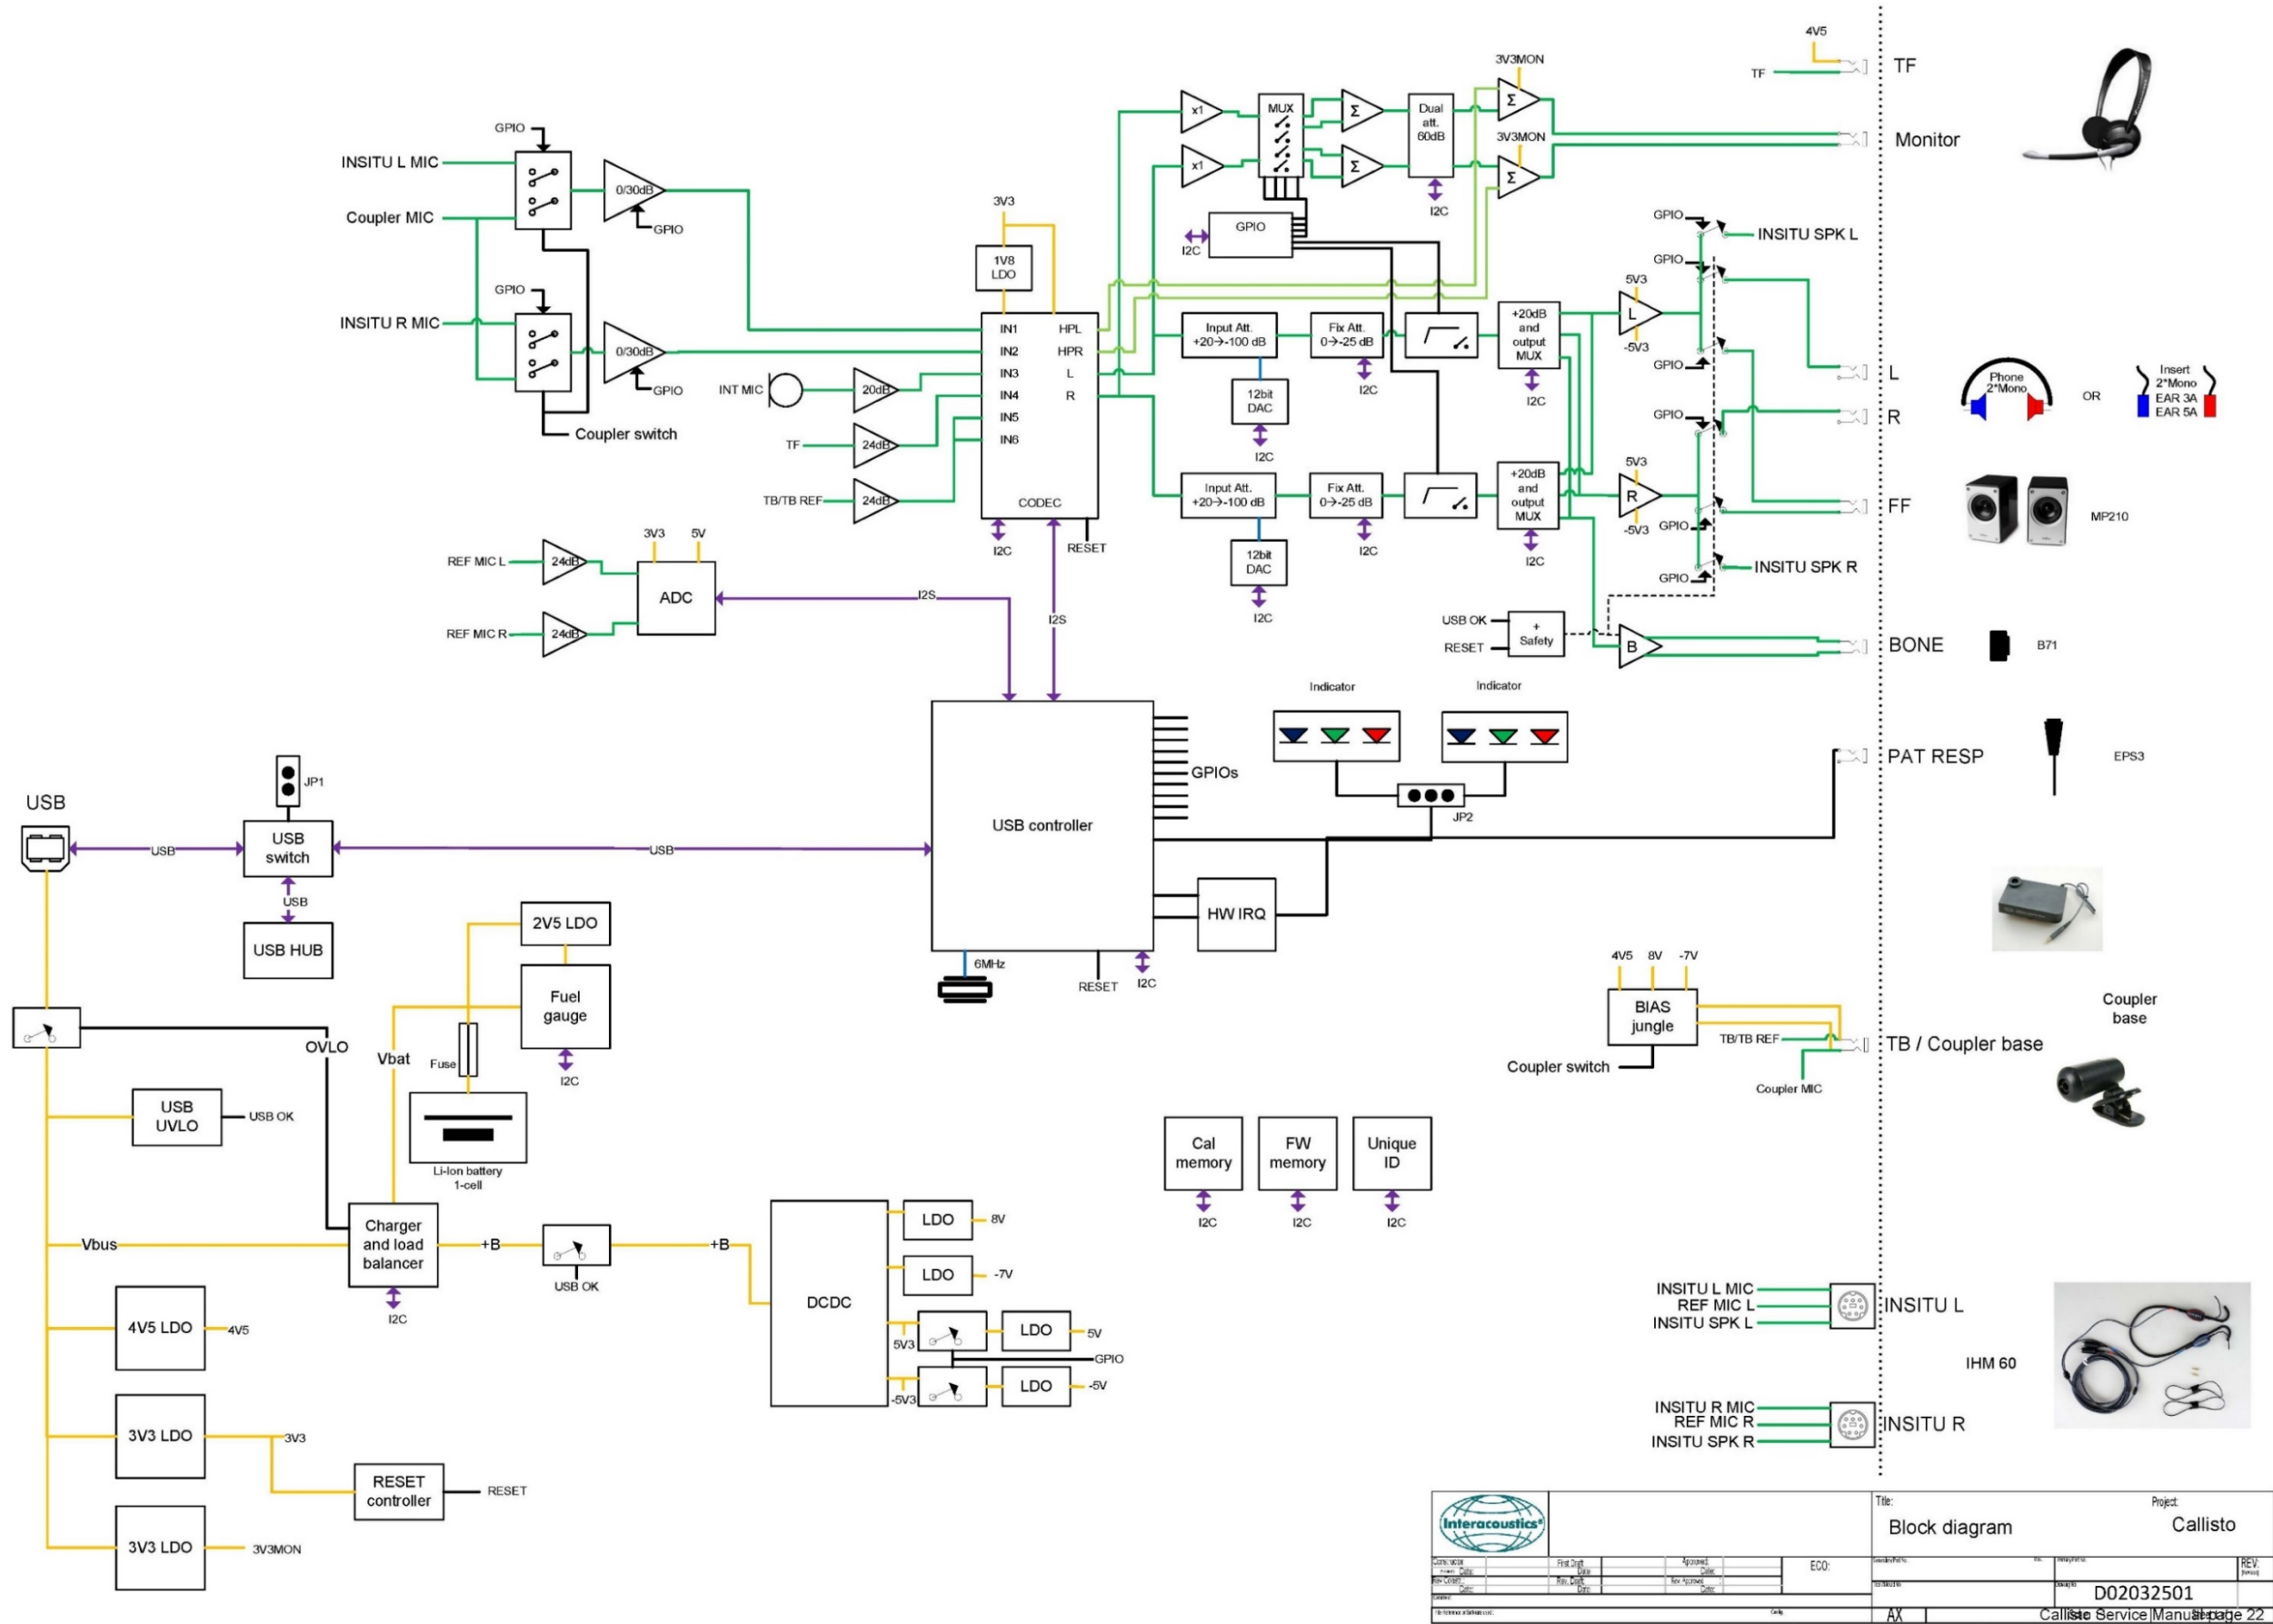 4V5
TF
TF
3V3MON
MUX
Dual
att.
60dB
x1
Σ
Σ
3V3MON
Monitor
x1
Σ
Σ
I2C
GPIO
INSITU L MIC
0/30dB
GPIO
Coupler MIC
3V3
1V8
LDO
GPIO
I2C
GPIO
INSITU SPK L
GPIO
GPIO
INSITU R MIC
0/30dB
GPIO
Coupler switch
INT MIC
20dB
TF
24dB
TB/TB REF
24dB
IN1
IN2
IN3
IN4
IN5
IN6
HPL
HPR
L
R
CODEC
I2C
RESET
Input Att.
+20→-100 dB
Fix Att.
0→-25 dB
+20dB
and
output
MUX
5V3
L
-5V3
GPIO
12bit
DAC
I2C
I2C
I2C
L
Phone
2*Mono
OR
Insert
2*Mono
EAR 3A
EAR 5A
GPIO
R
Input Att.
+20→-100 dB
Fix Att.
0→-25 dB
+20dB
and
output
MUX
5V3
R
-5V3
GPIO
FF
MP210
12bit
DAC
I2C
I2C
I2C
GPIO
INSITU SPK R
REF MIC L
24dB
3V3
5V
ADC
REF MIC R
24dB
I2S
I2S
USB OK
RESET
+
Safety
B
BONE
B71
Indicator
Indicator
JP2
PAT RESP
EPS3
USB
JP1
USB
USB
switch
USB
USB
USB HUB
USB controller
GPIOs
HW IRQ
6MHz
RESET
I2C
2V5 LDO
Fuel
gauge
I2C
Fuse
Vbat
OVLO
Li-Ion battery
1-cell
USB
UVLO
USB OK
4V5
8V
-7V
BIAS
jungle
Coupler switch
TB/TB REF
Coupler MIC
TB / Coupler base
Coupler
base
Cal
memory
I2C
FW
memory
I2C
Unique
ID
I2C
Vbus
Charger
and load
balancer
I2C
+B
USB OK
+B
DCDC
LDO
8V
LDO
-7V
5V3
LDO
5V
GPIO
-5V3
LDO
-5V
4V5 LDO
4V5
3V3 LDO
3V3
RESET
controller
RESET
3V3 LDO
3V3MON
INSITU L MIC
REF MIC L
INSITU SPK L
INSITU L
IHM 60
INSITU R MIC
REF MIC R
INSITU SPK R
INSITU R
Interacoustics
Title:
Block diagram
Project:
Callisto
First Draft:
Date:
Approved:
Date:
ECO:
REV:
D02032501
AX
Callisto Service Manual page 22